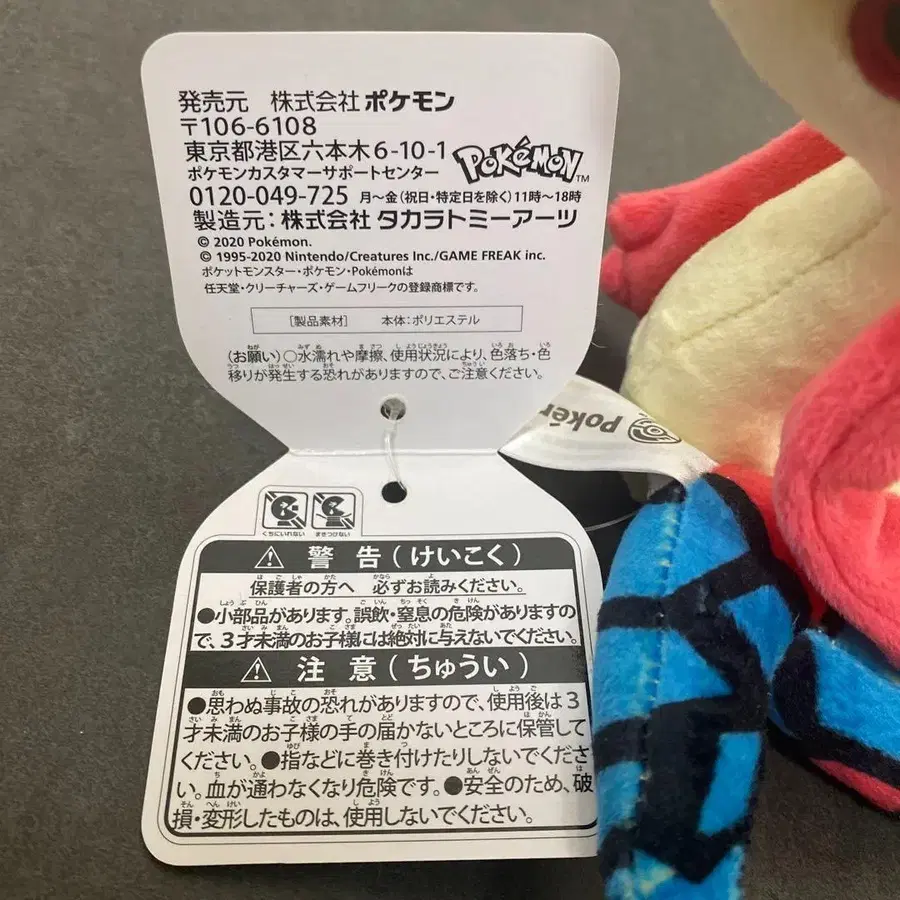 発売元 株式会社 ポケモン
〒106-6108
東京都港区六本木6-10-1
ポケモンカスタマーサポートセンター
POKéMON™
0120-049-725 月～金（祝日・特定日を除く）11時～18時
製造元：株式会社 タカラトミーアーツ
© 2020 Pokémon.
© 1995-2020 Nintendo/Creatures Inc./GAME FREAK inc.
ポケットモンスター・ポケモン・Pokémonは
任天堂・クリーチャーズ・ゲームフリークの登録商標です。
［製品素材］ 本体：ポリエステル
（お願い）○水濡れや摩擦、使用状況により、色落ち・色
移りが発生する恐れがありますので、ご注意ください。
Poké
くちにいれない まきつけない
⚠ 警告（けいこく）
保護者の方へ 必ずお読みください。
●小部品があります。誤飲・窒息の危険がありますの
で、3才未満のお子様には絶対に与えないでください。
⚠ 注意（ちゅうい）
●思わぬ事故の恐れがありますので、使用後は3
才未満のお子様の手の届かないところに保管して
ください。●指などに巻き付けたりしないでくださ
い。血が通わなくなり危険です。●安全のため、破
損・変形したものは、使用しないでください。